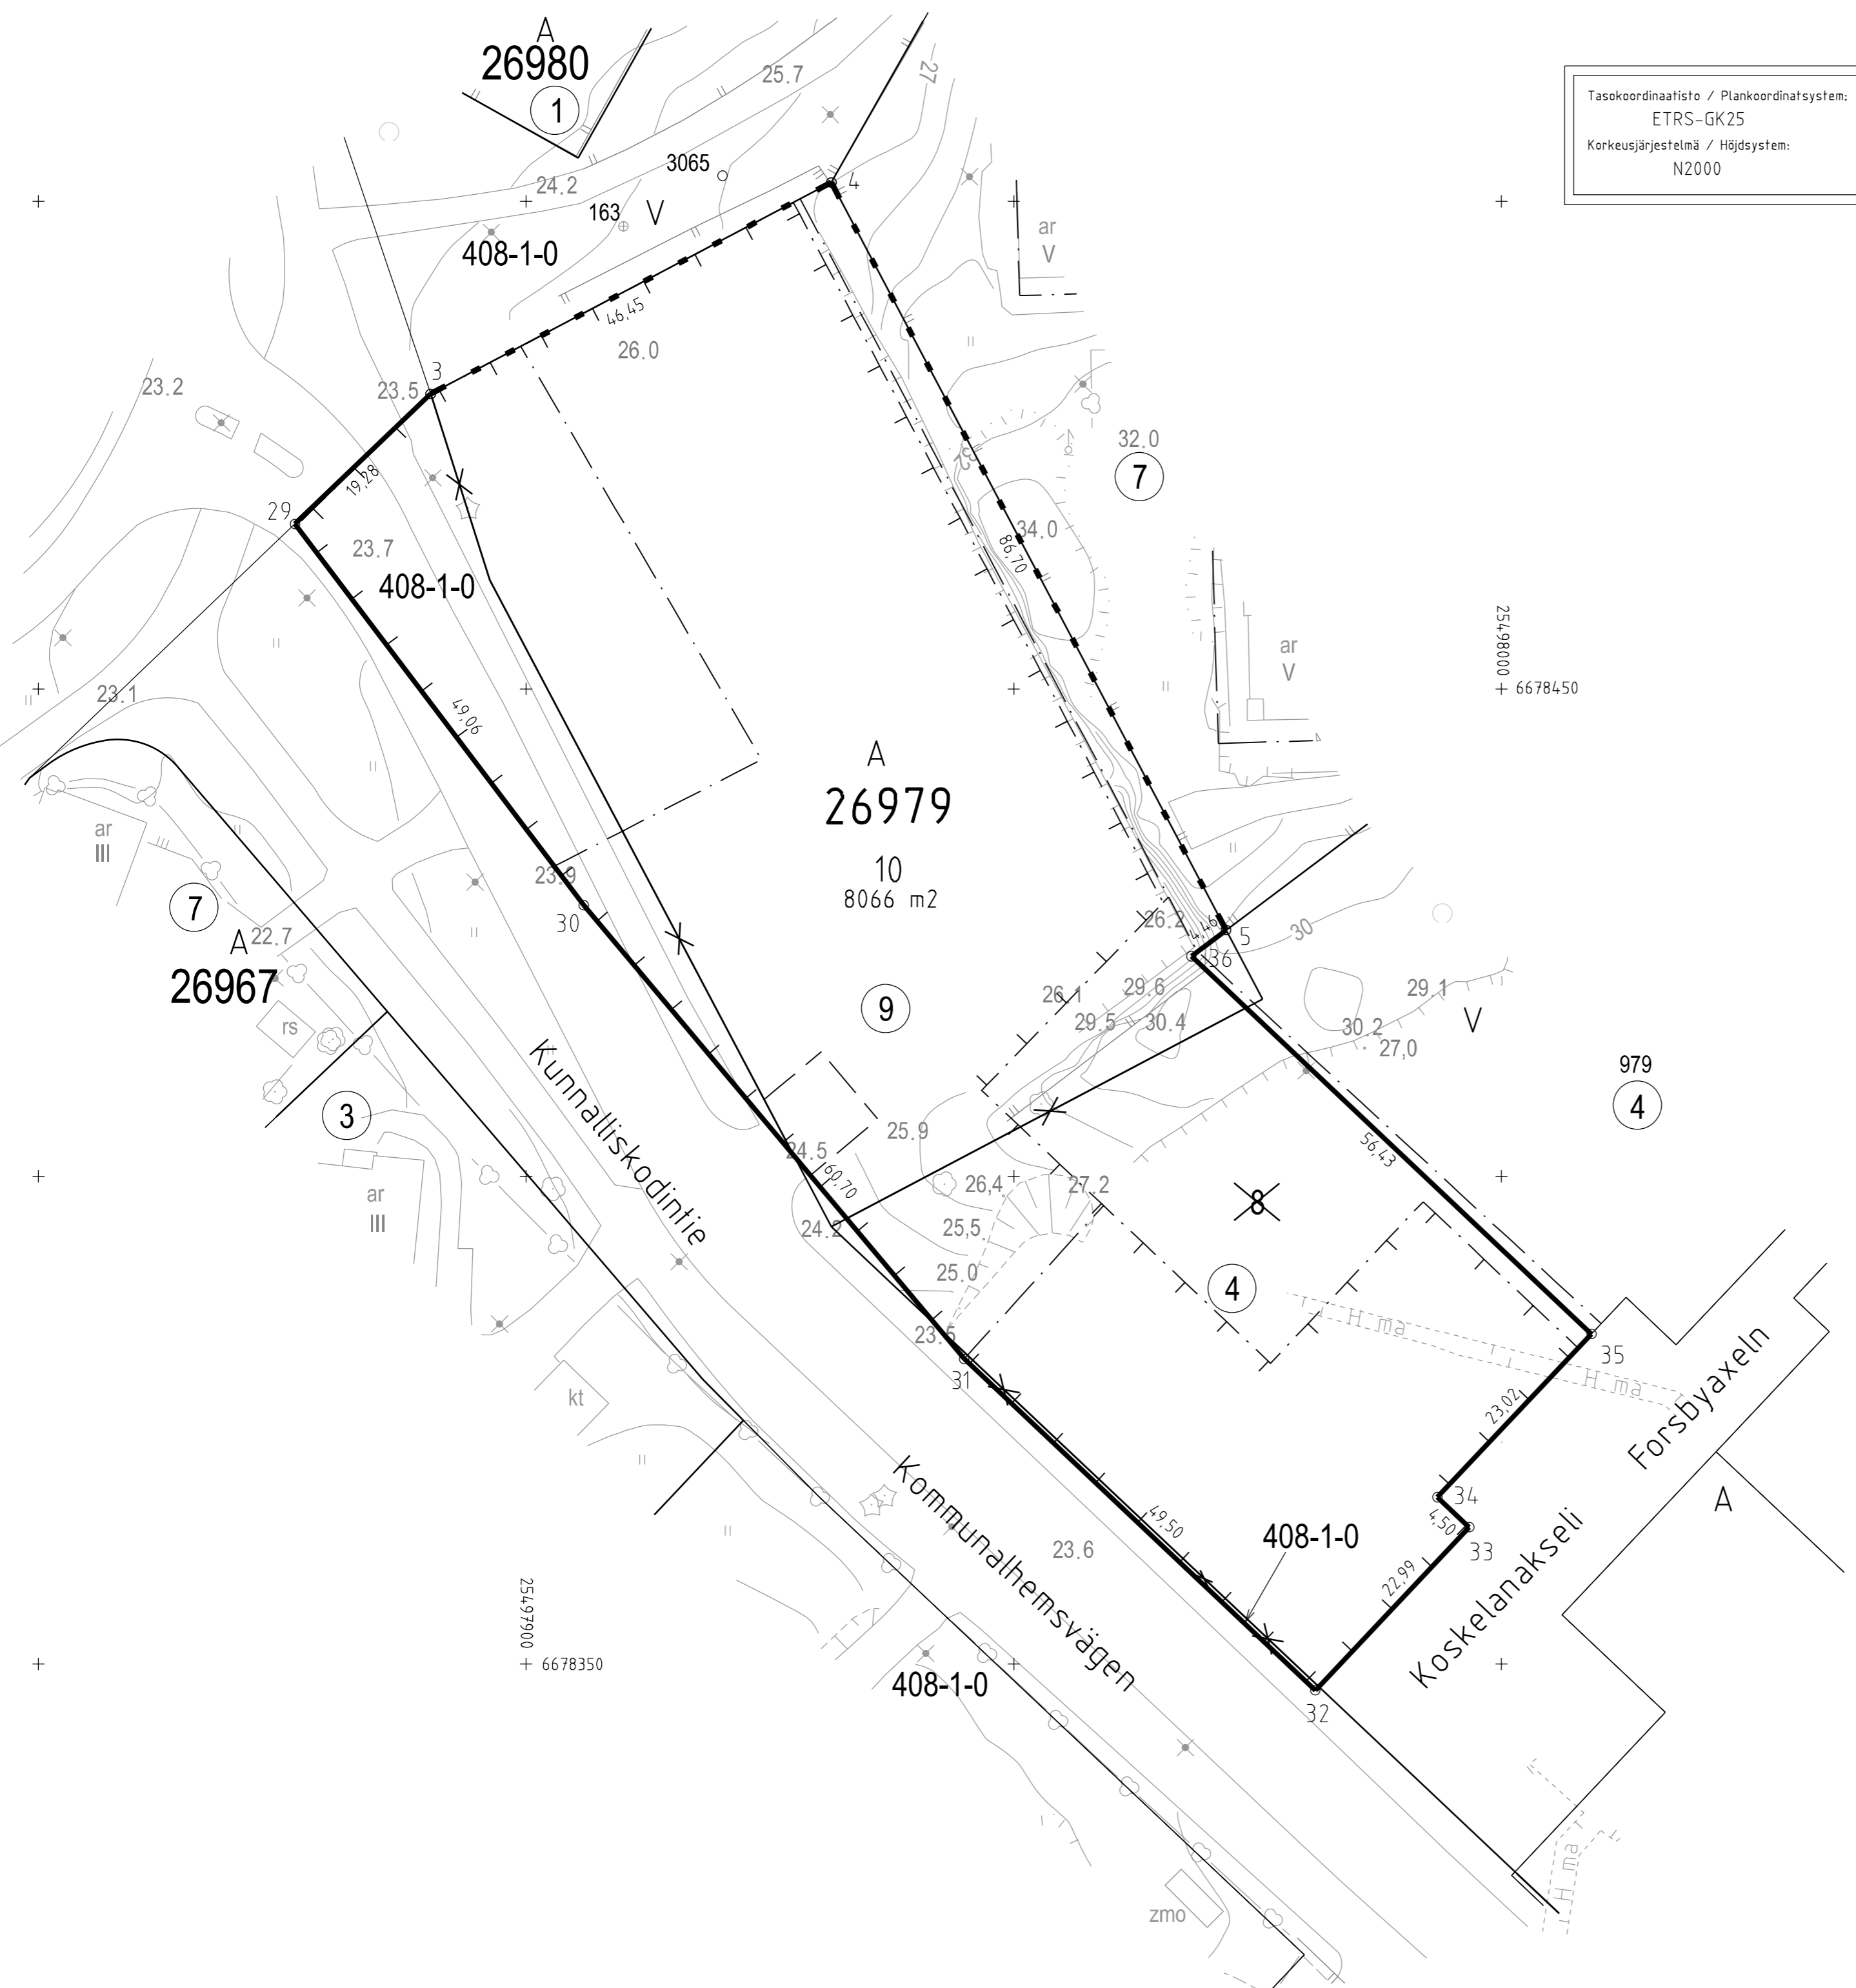 A
26980
1
25.7
-27
Tasokoordinaatisto / Plankoordinatsystem:
ETRS-GK25
Korkeusjärjestelmä / Höjdsystem:
N2000
3065
4
24.2
163
V
408-1-0
ar
V
46,45
26.0
3
23.5
23.2
32.0
32
7
19,28
29
34.0
23.7
86,70
408-1-0
25498000
6678450
ar
V
23.1
49,06
A
26979
ar
III
10
8066 m2
23.9
7
30
26.2
4,46
5
30
A
22.7
36
26967
29.6
29.1
26.1
9
29.5
30.4
30.2
V
rs
27,0
979
4
3
Kunnalliskodintie
25.9
24.5
56,43
60,70
26,4
27.2
ar
III
8
24.2
25,5
25.0
4
H ma
23.5
35
31
H ma
kt
23,02
Forsbyaxeln
Kommunalhemsvägen
34
A
4,50
49,50
408-1-0
33
23.6
Koskelanakseli
22,99
25497900
6678350
408-1-0
32
H ma
zmo